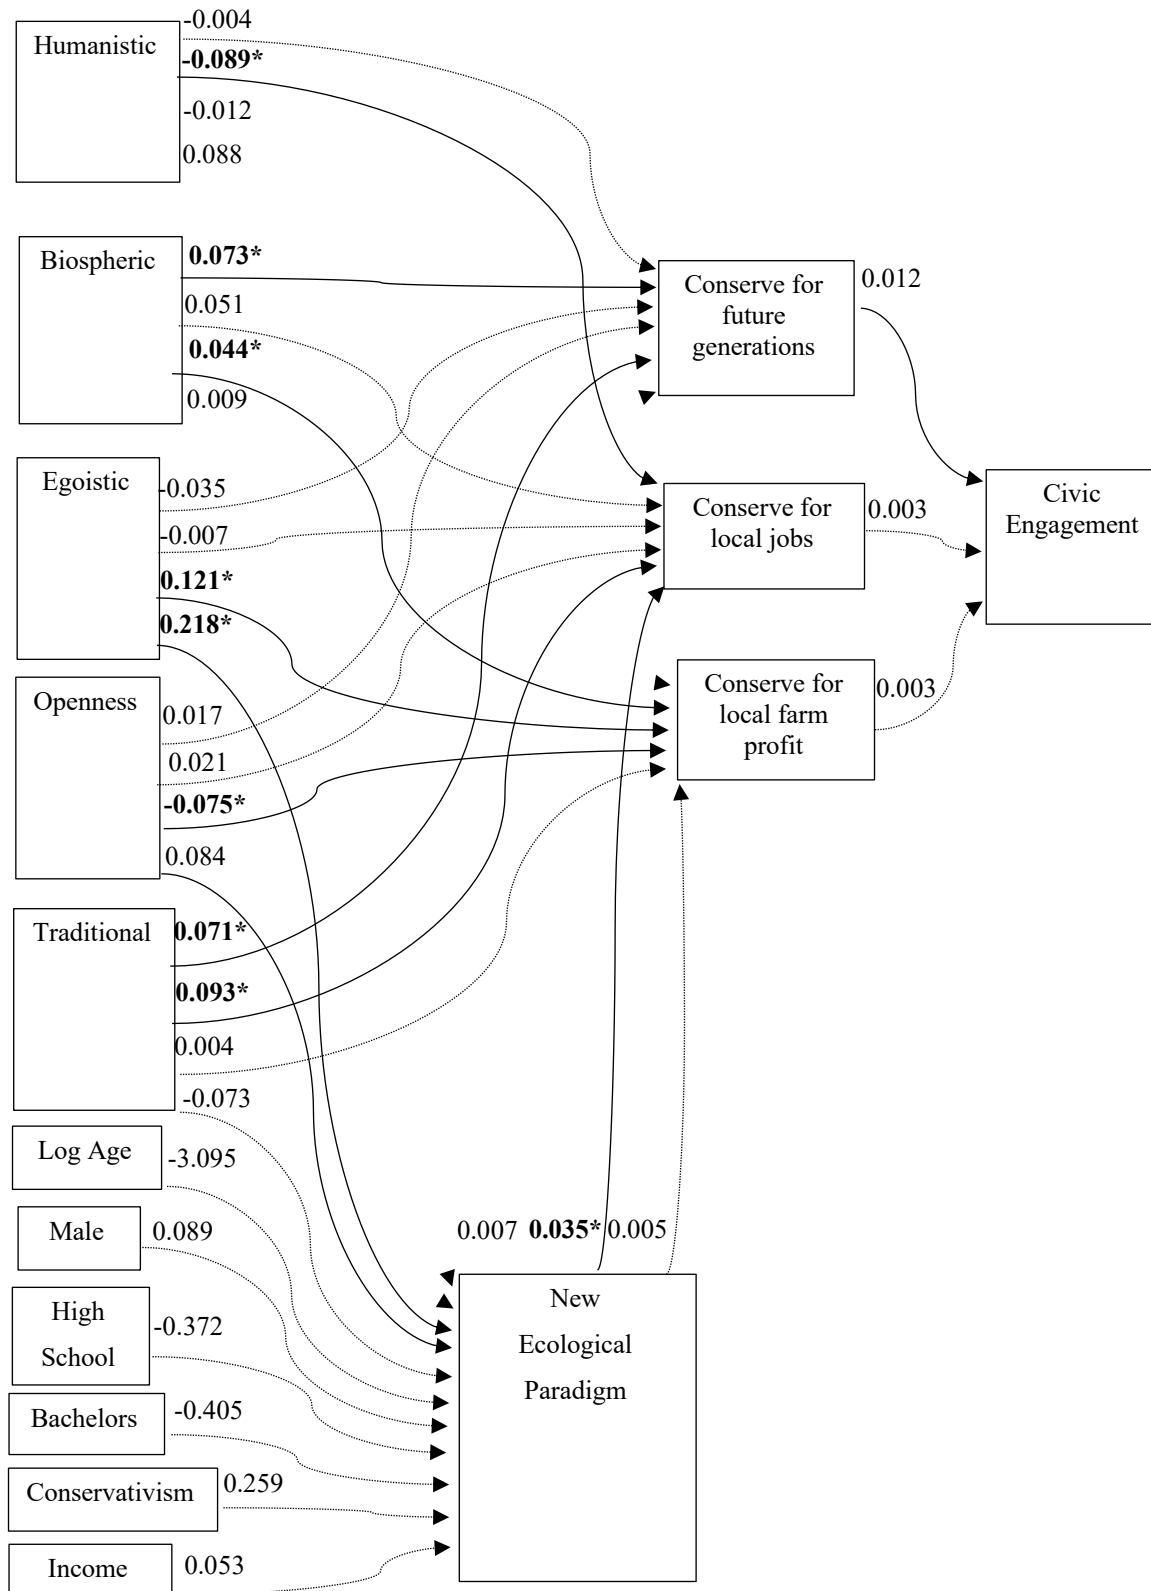 Humanistic
-0.004
-0.089*
-0.012
0.088
Biospheric
0.073*
0.051
0.044*
0.009
Conserve for
future
generations
0.012
Egoistic
-0.035
-0.007
0.121*
0.218*
Conserve for
local jobs
0.003
Civic
Engagement
Openness
0.017
0.021
-0.075*
0.084
Conserve for
local farm
profit
0.003
Traditional
0.071*
0.093*
0.004
-0.073
Log Age
-3.095
Male
0.089
High
School
-0.372
Bachelors
-0.405
Conservativism
0.259
Income
0.053
0.007 0.035* 0.005
New
Ecological
Paradigm